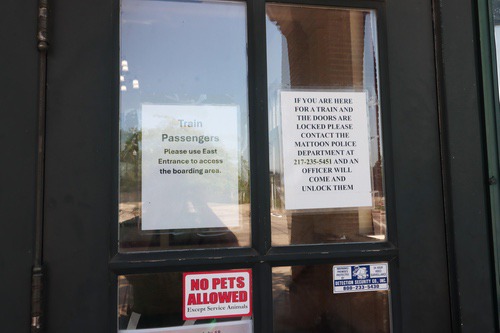 Train
Passengers
Please use East
Entrance to access
the boarding area.
IF YOU ARE HERE
FOR A TRAIN AND
THE DOORS ARE
LOCKED PLEASE
CONTACT THE
MATTOON POLICE
DEPARTMENT AT
217-235-5451 AND AN
OFFICER WILL
COME AND
UNLOCK THEM
NO PETS
ALLOWED
Except Service Animals
DETECTION SECURITY CO. INC
800-233-5430